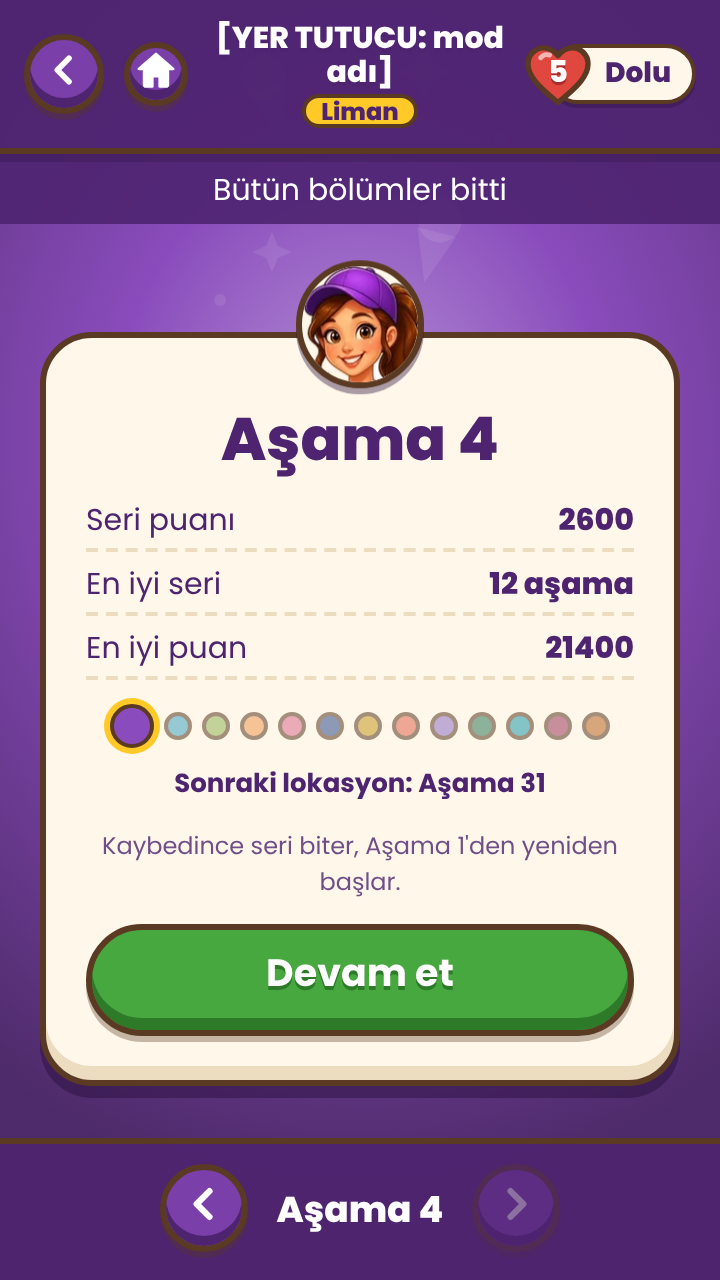 [YER TUTUCU: mod
adı]
Liman
5
Dolu
Bütün bölümler bitti
Aşama 4
Seri puanı 2600
En iyi seri 12 aşama
En iyi puan 21400
Sonraki lokasyon: Aşama 31
Kaybedince seri biter, Aşama 1'den yeniden
başlar.
Devam et
Aşama 4